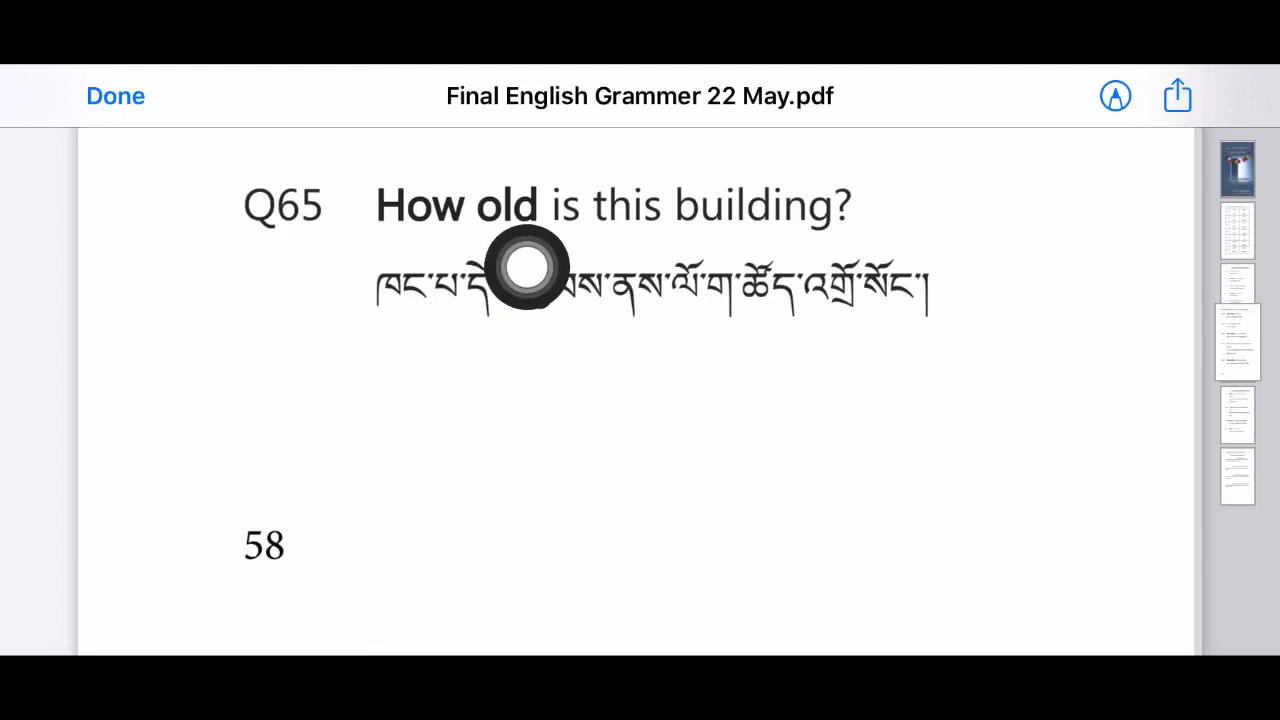 Done
Final English Grammer 22 May.pdf
Q65 How old is this building?
ཁང་པ་དེ ནས་ལོ་ག་ཚོད་འགྲོ་སོང་།
58